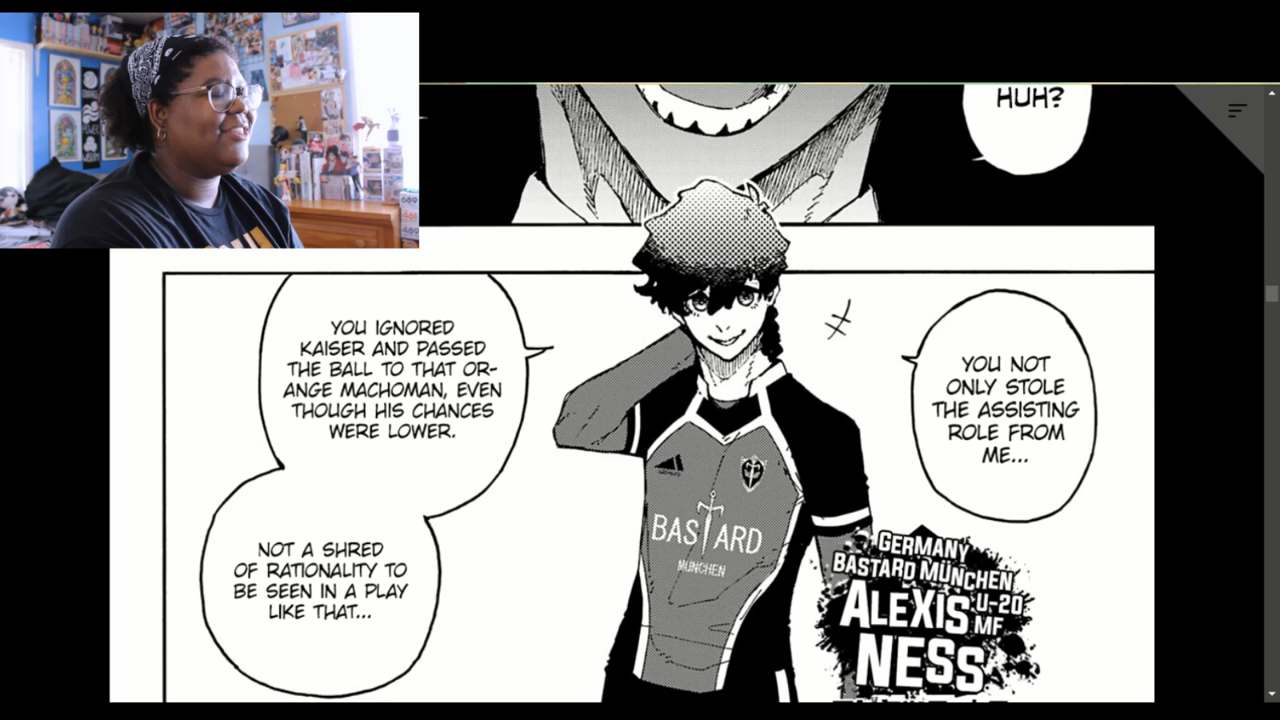 HUH?
YOU NOT
ONLY STOLE
THE ASSISTING
ROLE FROM
ME...
YOU IGNORED
KAISER AND PASSED
THE BALL TO THAT OR-
ANGE MACHOMAN, EVEN
THOUGH HIS CHANCES
WERE LOWER.
NOT A SHRED
OF RATIONALITY TO
BE SEEN IN A PLAY
LIKE THAT...
BASTARD
MÜNCHEN
GERMANY
BASTARD MÜNCHEN
ALEXIS U-20 MF
NESS